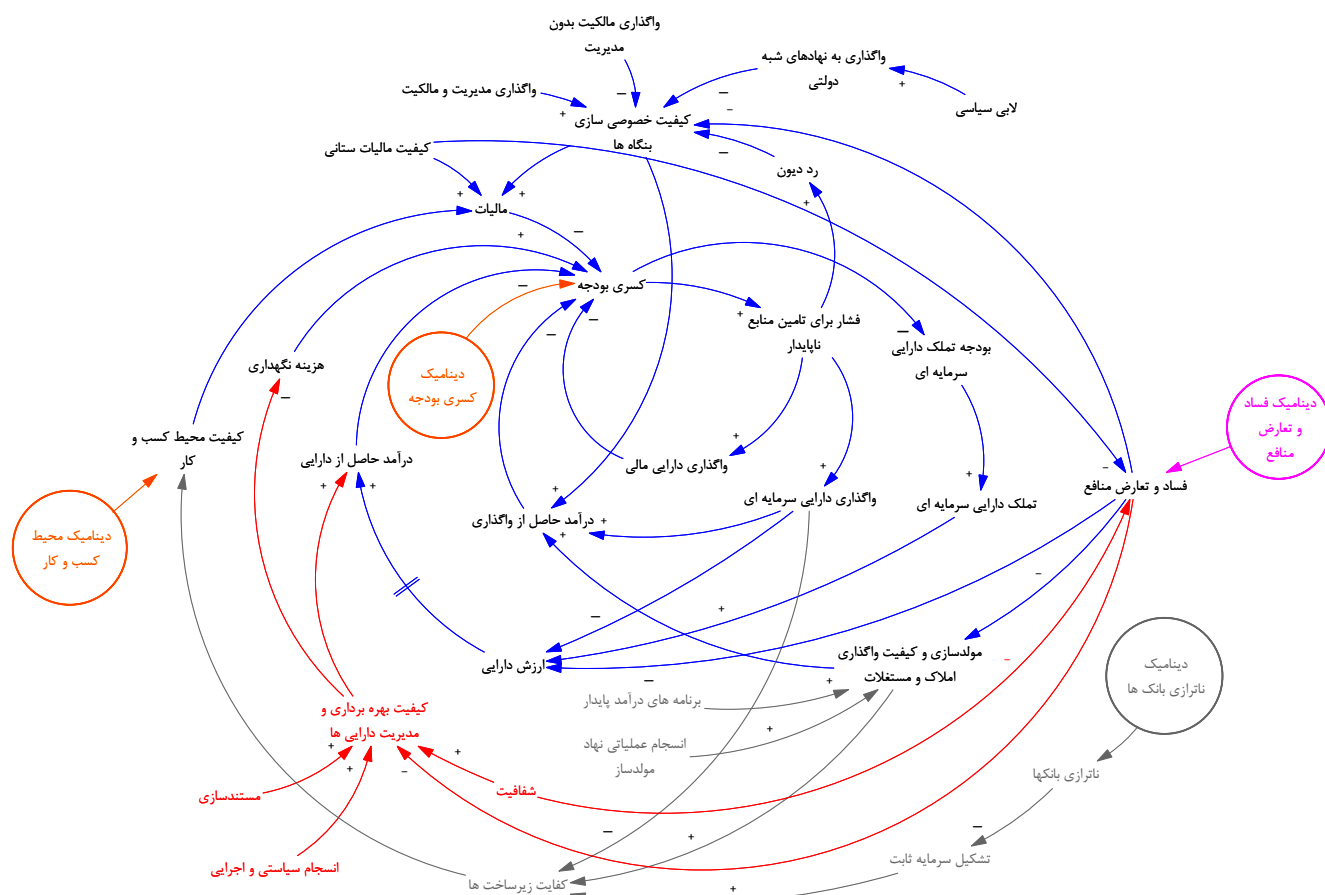 واگذاری مالکیت بدون
مدیریت
واگذاری به نهادهای شبه
دولتی
لابی سیاسی
واگذاری مدیریت و مالکیت
کیفیت خصوصی سازی
بنگاه ها
کیفیت مالیات ستانی
رد دیون
مالیات
کسری بودجه
فشار برای تامین منابع
ناپایدار
بودجه تملک دارایی
سرمایه ای
هزینه نگهداری
دینامیک
کسری بودجه
دینامیک فساد
و تعارض
منافع
کیفیت محیط کسب و
کار
درآمد حاصل از دارایی
واگذاری دارایی مالی
واگذاری دارایی سرمایه ای
تملک دارایی سرمایه ای
فساد و تعارض منافع
درآمد حاصل از واگذاری
دینامیک محیط
کسب و کار
ارزش دارایی
مولدسازی و کیفیت واگذاری
املاک و مستغلات
دینامیک
ناترازی بانک ها
برنامه های درآمد پایدار
کیفیت بهره برداری و
مدیریت دارایی ها
انسجام عملیاتی نهاد
مولدساز
ناترازی بانکها
مستندسازی
شفافیت
انسجام سیاستی و اجرایی
تشکیل سرمایه ثابت
کفایت زیرساخت ها